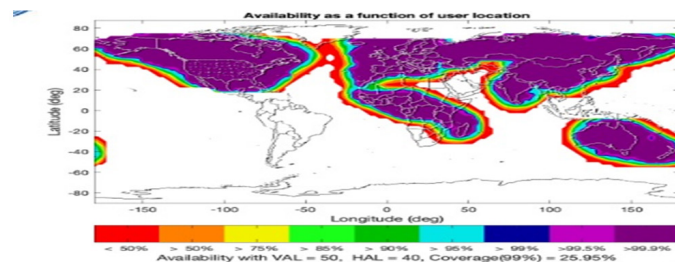 Availability as a function of user location
80
60
40
20
0
-20
-40
-60
-80
Latitude (deg)
-150 -100 -50 0 50 100 150
Longitude (deg)
< 50% > 50% > 75% > 85% > 90% > 95% > 99% >99.5% >99.9%
Availability with VAL = 50, HAL = 40, Coverage(99%) = 25.95%